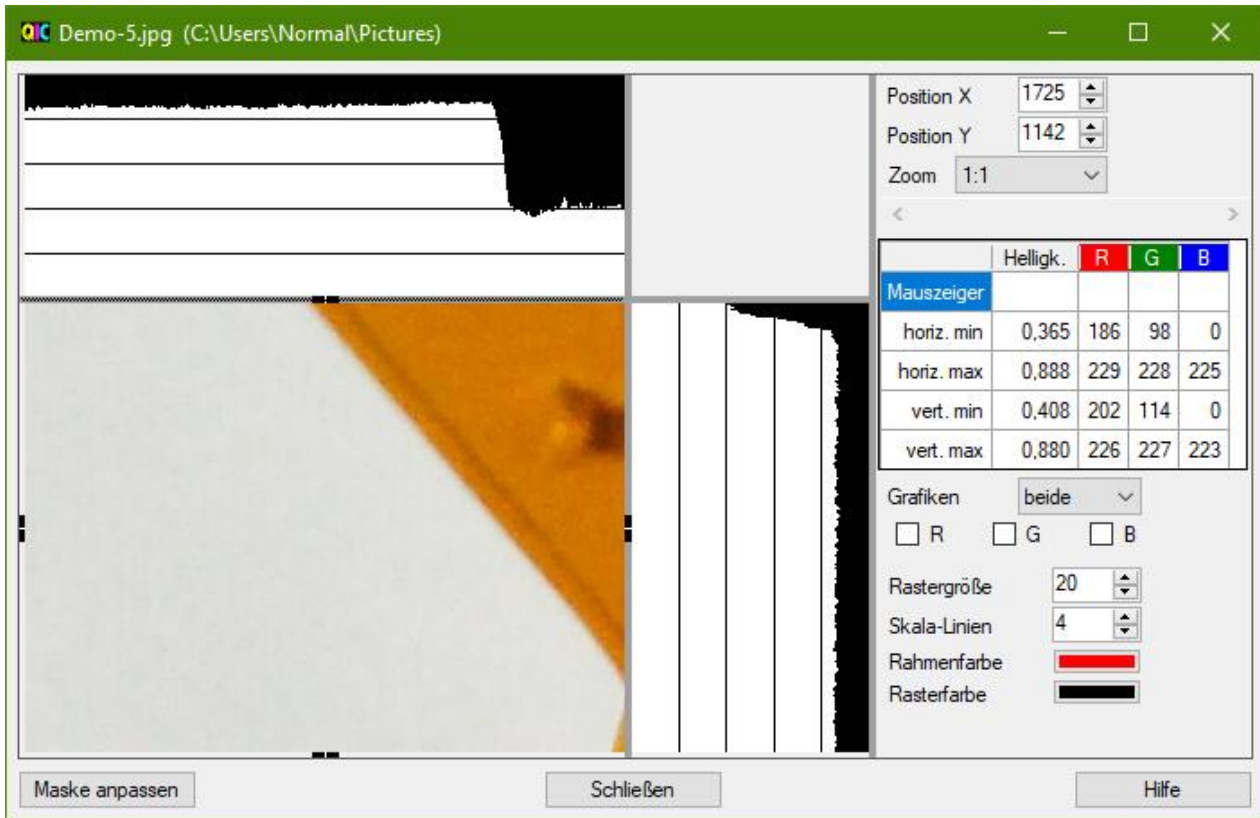 QIC Demo-5.jpg (C:\Users\Normal\Pictures)
Position X 1725
Position Y 1142
Zoom 1:1
Helligk. R G B
Mauszeiger
horiz. min 0,365 186 98 0
horiz. max 0,888 229 228 225
vert. min 0,408 202 114 0
vert. max 0,880 226 227 223
Grafiken beide
R G B
Rastergröße 20
Skala-Linien 4
Rahmenfarbe
Rasterfarbe
Maske anpassen Schließen Hilfe